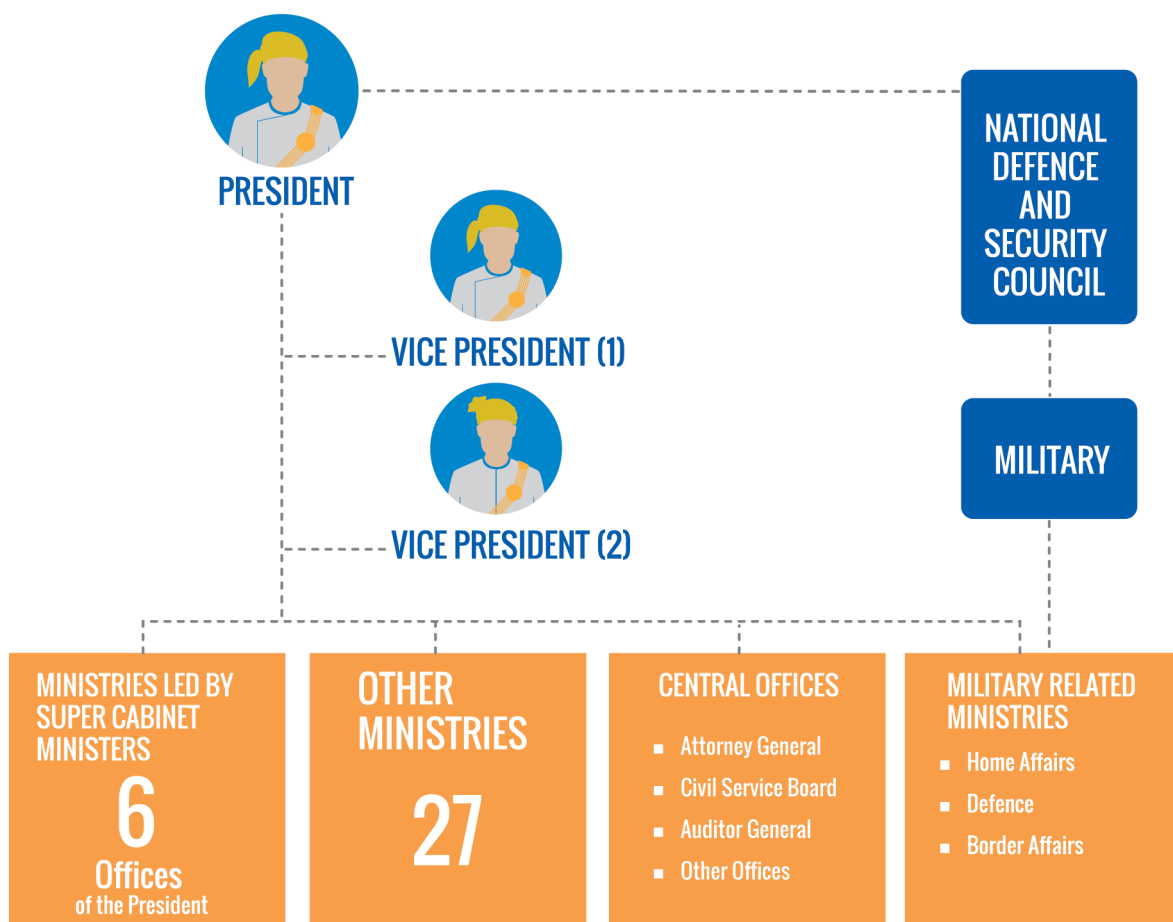 PRESIDENT
NATIONAL
DEFENCE
AND
SECURITY
COUNCIL
VICE PRESIDENT (1)
VICE PRESIDENT (2)
MILITARY
MINISTRIES LED BY
SUPER CABINET
MINISTERS
6
Offices
of the President
OTHER
MINISTRIES
27
CENTRAL OFFICES
▪ Attorney General
▪ Civil Service Board
▪ Auditor General
▪ Other Offices
MILITARY RELATED
MINISTRIES
▪ Home Affairs
▪ Defence
▪ Border Affairs